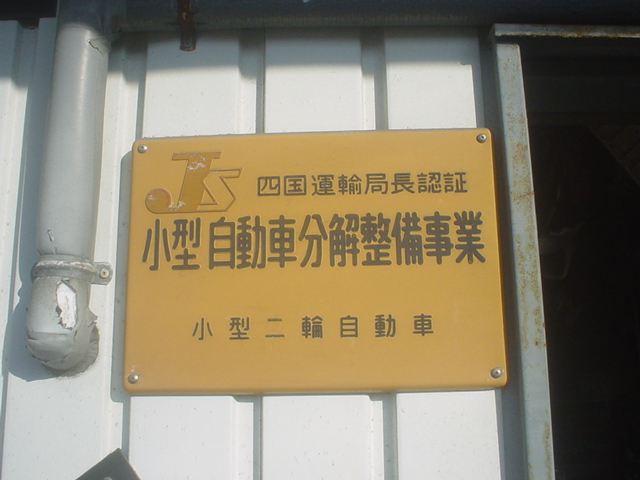 JS 四国運輸局長認証
小型自動車分解整備事業
小型二輪自動車